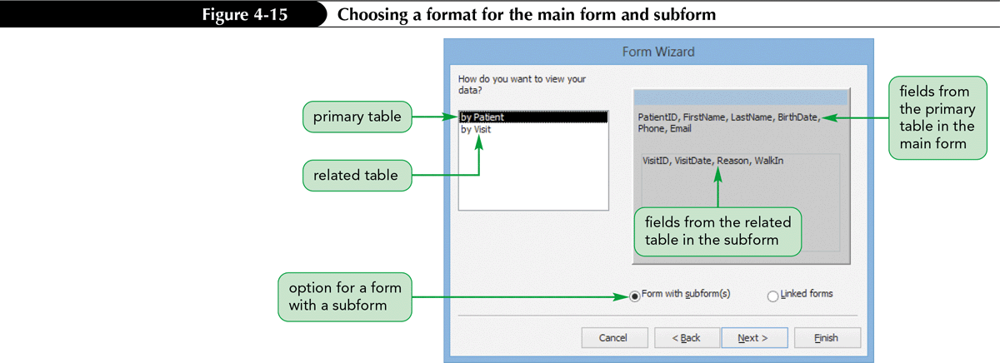 Figure 4-15
Choosing a format for the main form and subform
Form Wizard
How do you want to view your
data?
by Patient
by Visit
primary table
related table
PatientID, FirstName, LastName, BirthDate,
Phone, Email
VisitID, VisitDate, Reason, WalkIn
fields from
the primary
table in the
main form
fields from the related
table in the subform
option for a form
with a subform
Form with subform(s)
Linked forms
Cancel
< Back
Next >
Finish